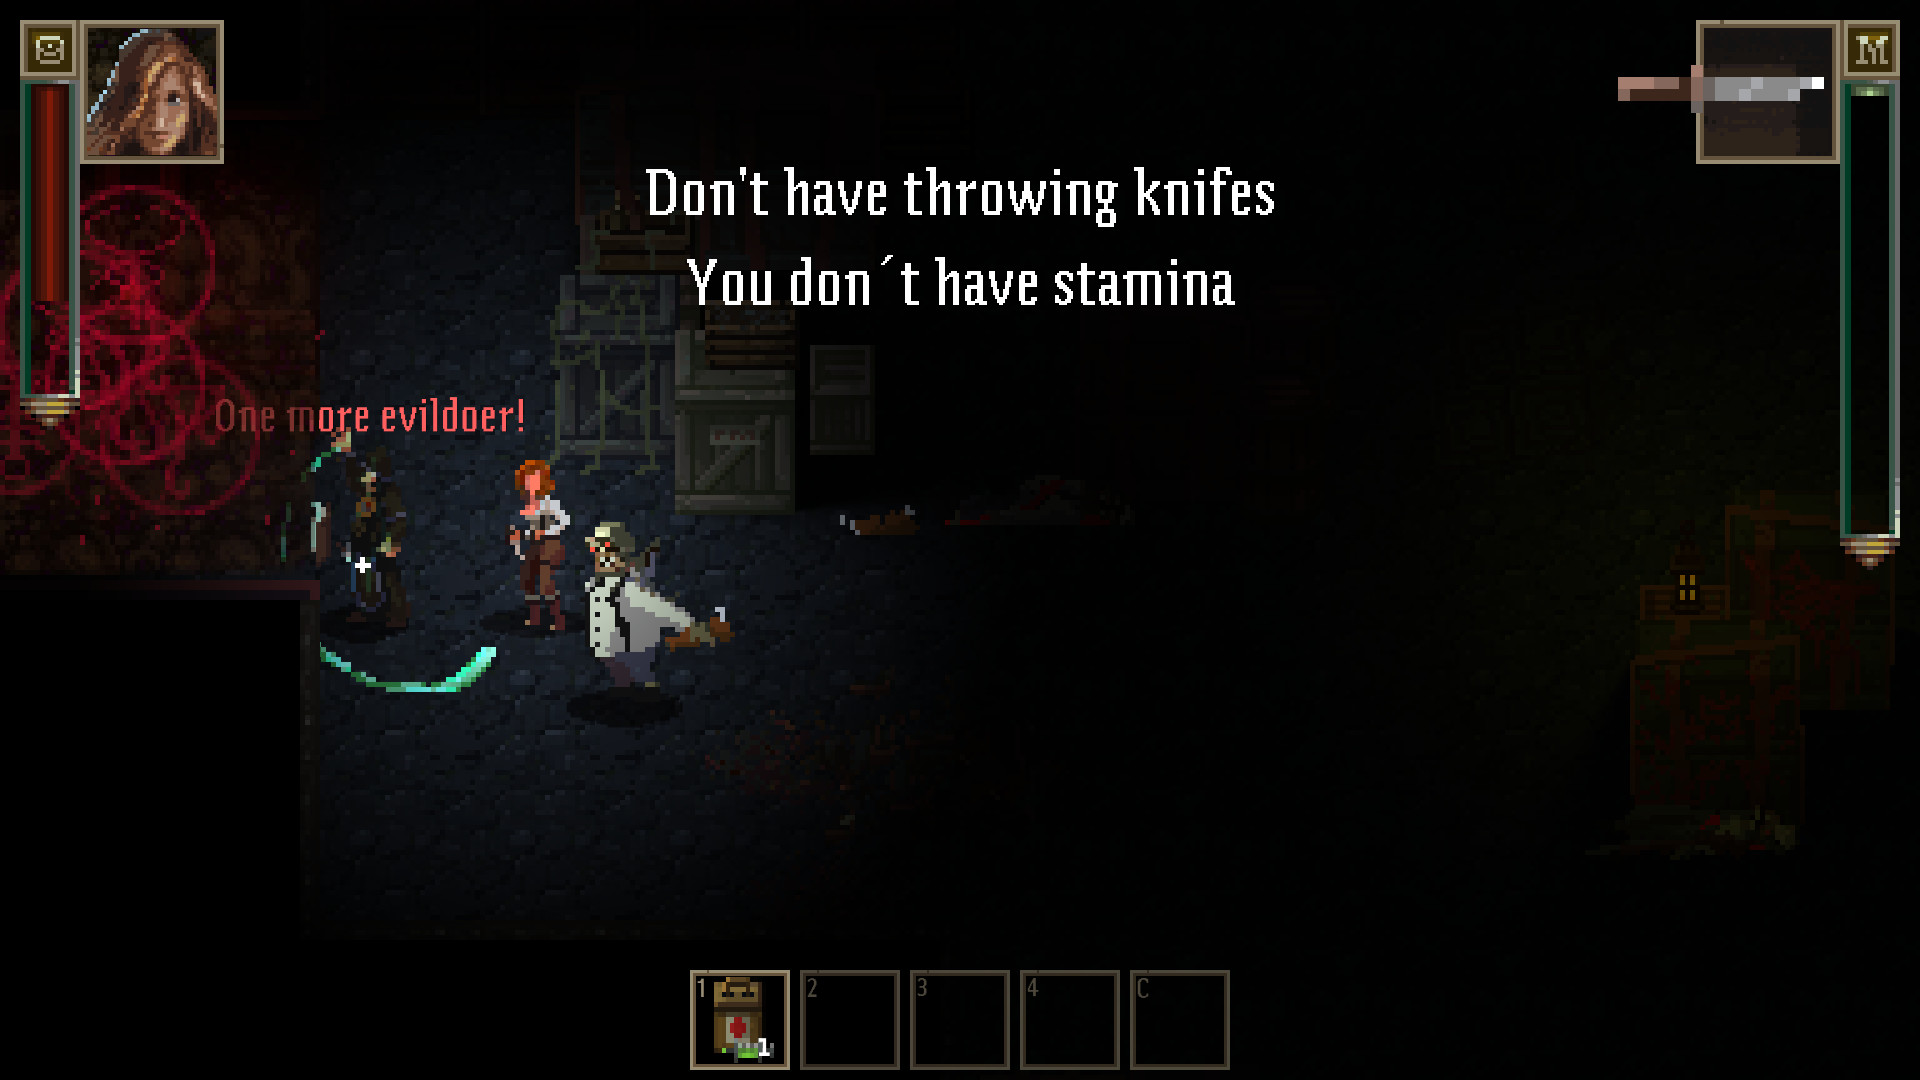 M
Don't have throwing knifes
You don´t have stamina
One more evildoer!
1 2 3 4 C
1